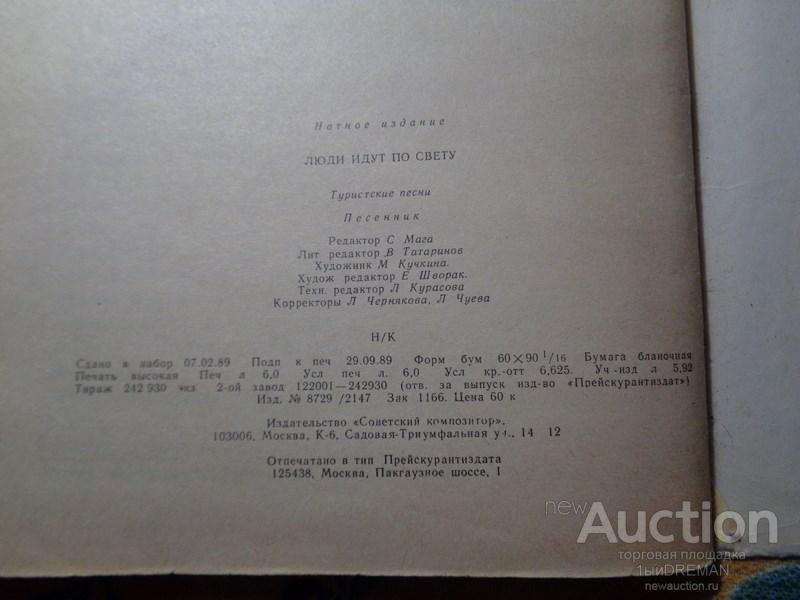 Нотное издание
ЛЮДИ ИДУТ ПО СВЕТУ
Туристские песни
Песенник
Редактор С Мага
Лит редактор В Татаринов
Художник М Кучкина.
Худож редактор Е Шворак.
Техн. редактор Л Курасова
Корректоры Л Чернякова, Л Чуева
Н/К
Сдано в набор 07.02.89 Подп к печ 29.09.89 Форм бум 60×90 1/16 Бумага бланочная
Печать высокая Печ л 6,0 Усл печ л. 6,0 Усл кр.-отт 6,625. Уч-изд л 5,92
Тираж 242 930 экз 2-ой завод 122001—242930 (отв. за выпуск изд-во «Прейскурантиздат»)
Изд. № 8729/2147 Зак 1166. Цена 60 к
Издательство «Советский композитор»,
103006, Москва, К-6, Садовая-Триумфальная ул., 14 12
Отпечатано в тип Прейскурантиздата
125438, Москва, Пакгаузное шоссе, 1
newAuction
торговая площадка
1ыйDREMAN
newauction.ru